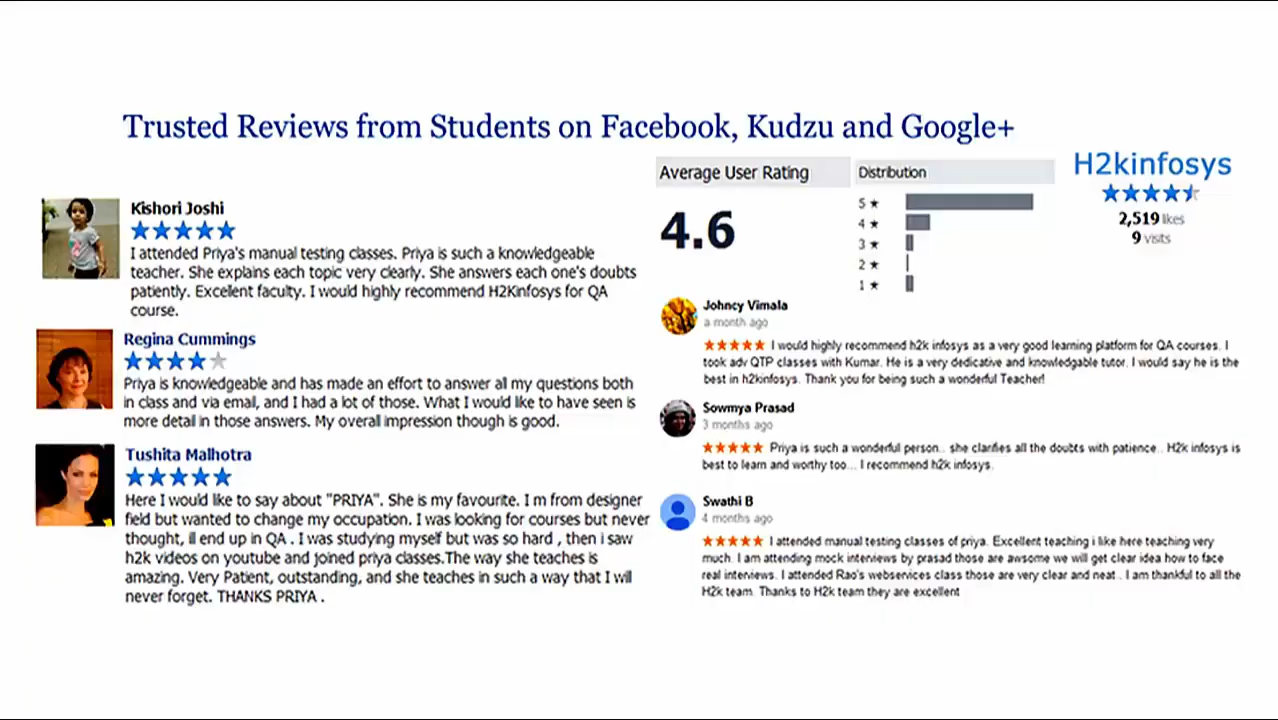 Trusted Reviews from Students on Facebook, Kudzu and Google+
Kishori Joshi
I attended Priya's manual testing classes. Priya is such a knowledgeable
teacher. She explains each topic very clearly. She answers each one's doubts
patiently. Excellent faculty. I would highly recommend H2Kinfosys for QA
course.
Regina Cummings
Priya is knowledgeable and has made an effort to answer all my questions both
in class and via email, and I had a lot of those. What I would like to have seen is
more detail in those answers. My overall impression though is good.
Tushita Malhotra
Here I would like to say about "PRIYA". She is my favourite. I m from designer
field but wanted to change my occupation. I was looking for courses but never
thought, ill end up in QA . I was studying myself but was so hard , then i saw
h2k videos on youtube and joined priya classes.The way she teaches is
amazing. Very Patient, outstanding, and she teaches in such a way that I will
never forget. THANKS PRIYA .
Average User Rating
4.6
Distribution
5 ★
4 ★
3 ★
2 ★
1 ★
H2kinfosys
2,519 likes
9 visits
Johncy Vimala
a month ago
I would highly recommend h2k infosys as a very good learning platform for QA courses. I
took adv QTP classes with Kumar. He is a very dedicative and knowledgable tutor. I would say he is the
best in h2kinfosys. Thank you for being such a wonderful Teacher!
Sowmya Prasad
3 months ago
Priya is such a wonderful person.. she clarifies all the doubts with patience.. H2k infosys is
best to learn and worthy too... I recommend h2k infosys.
Swathi B
4 months ago
I attended manual testing classes of priya. Excellent teaching i like here teaching very
much. I am attending mock interviews by prasad those are awsome we will get clear idea how to face
real interviews. I attended Rao's webservices class those are very clear and neat.. I am thankful to all the
H2k team. Thanks to H2k team they are excellent